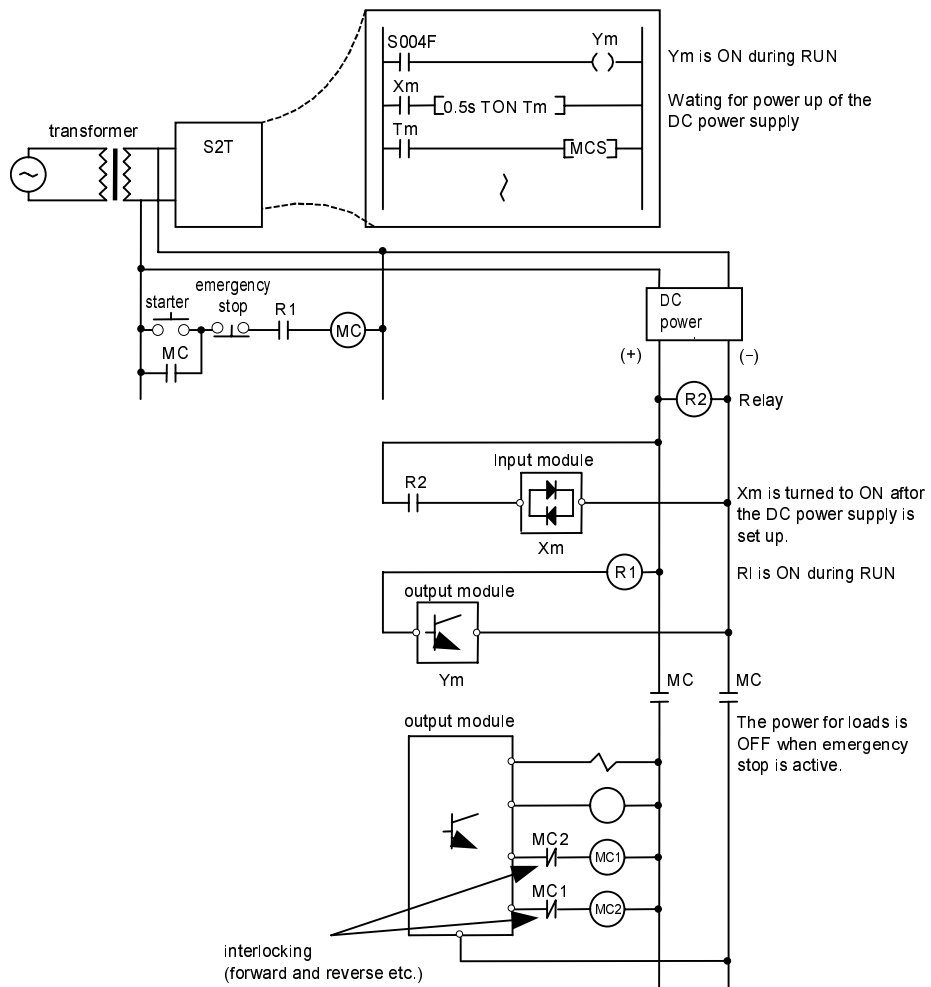 S004F
Ym
Ym is ON during RUN
Xm
0.5s TON Tm
Wating for power up of the
DC power supply
Tm
MCS
transformer
S2T
starter
emergency
stop
R1
MC
MC
DC
power
(+)
(−)
R2
Relay
Input module
R2
Xm
Xm is turned to ON aftor
the DC power supply is
set up.
R1
RI is ON during RUN
output module
Ym
MC
MC
output module
The power for loads is
OFF when emergency
stop is active.
MC2
MC1
MC1
MC2
interlocking
(forward and reverse etc.)